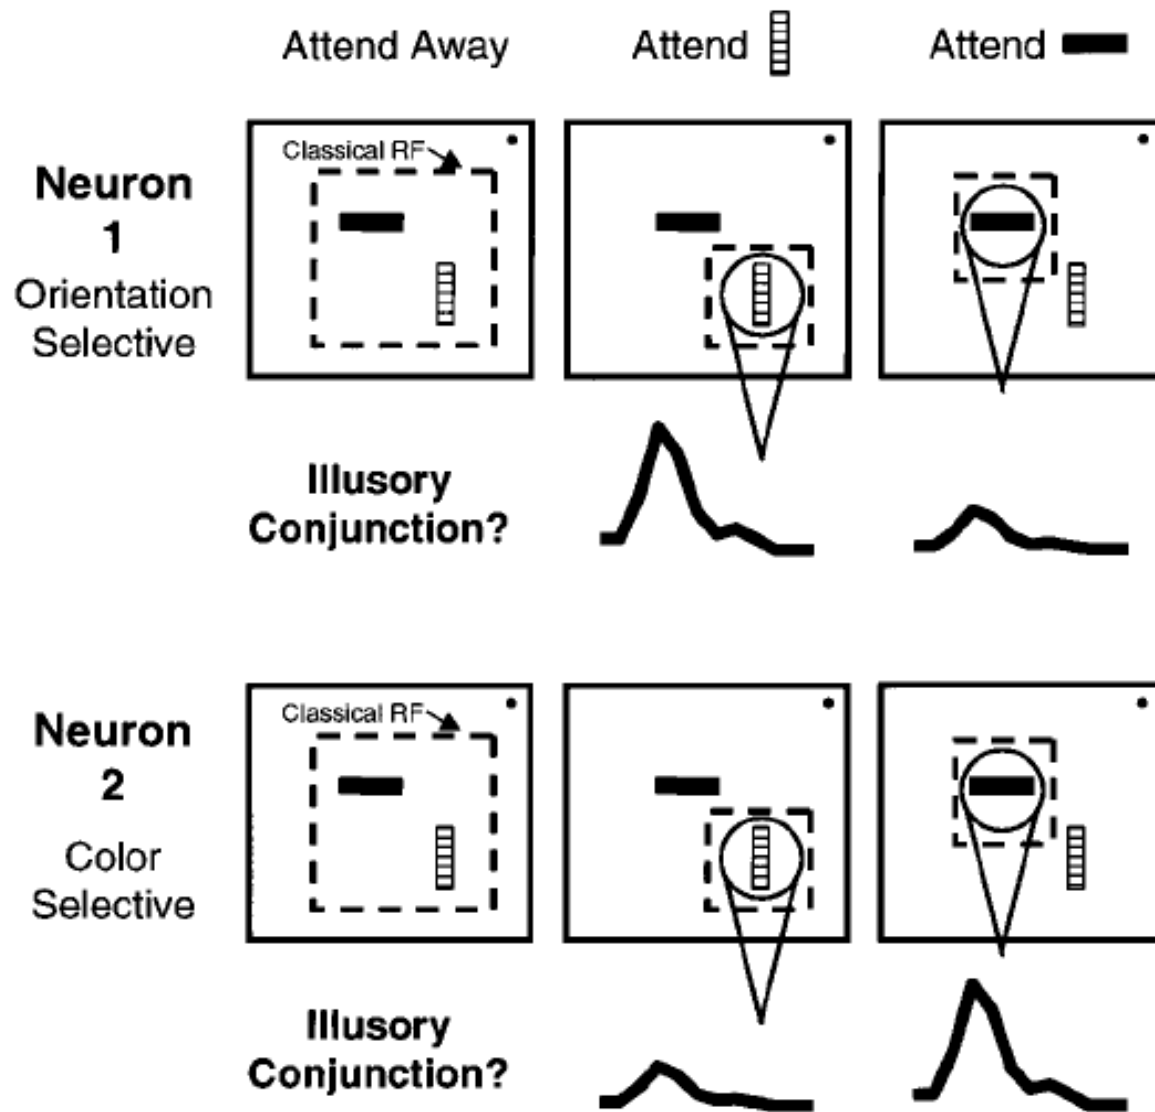 Attend Away
Attend
Attend
Classical RF
Neuron
1
Orientation
Selective
Illusory
Conjunction?
Classical RF
Neuron
2
Color
Selective
Illusory
Conjunction?